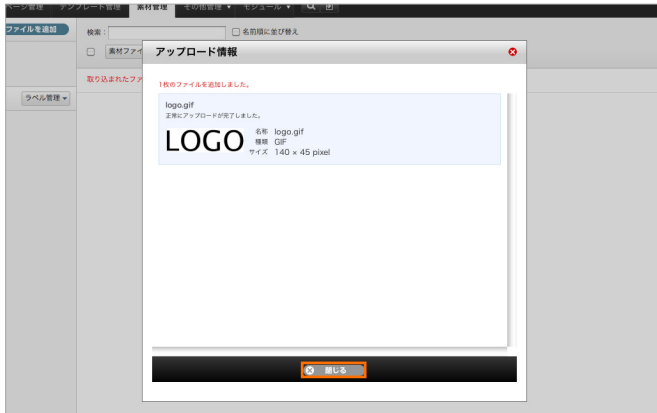 ページ管理 テンプレート管理 素材管理 その他管理 ▼ モジュール ▼
ファイルを追加
検索 :
名前順に並び替え
素材ファイ
取り込まれたファ
ラベル管理
アップロード情報
1枚のファイルを追加しました。
logo.gif
正常にアップロードが完了しました。
LOGO
名称 logo.gif
種類 GIF
サイズ 140 × 45 pixel
閉じる